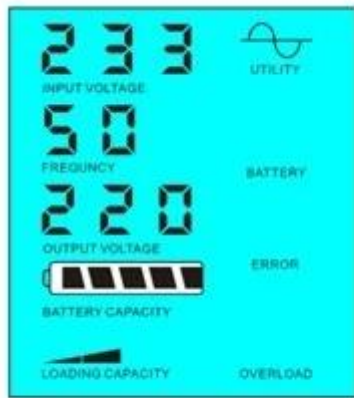 233
UTILITY
INPUT VOLTAGE
50
FREQUNCY
BATTERY
220
OUTPUT VOLTAGE
ERROR
BATTERY CAPACITY
LOADING CAPACITY
OVERLOAD